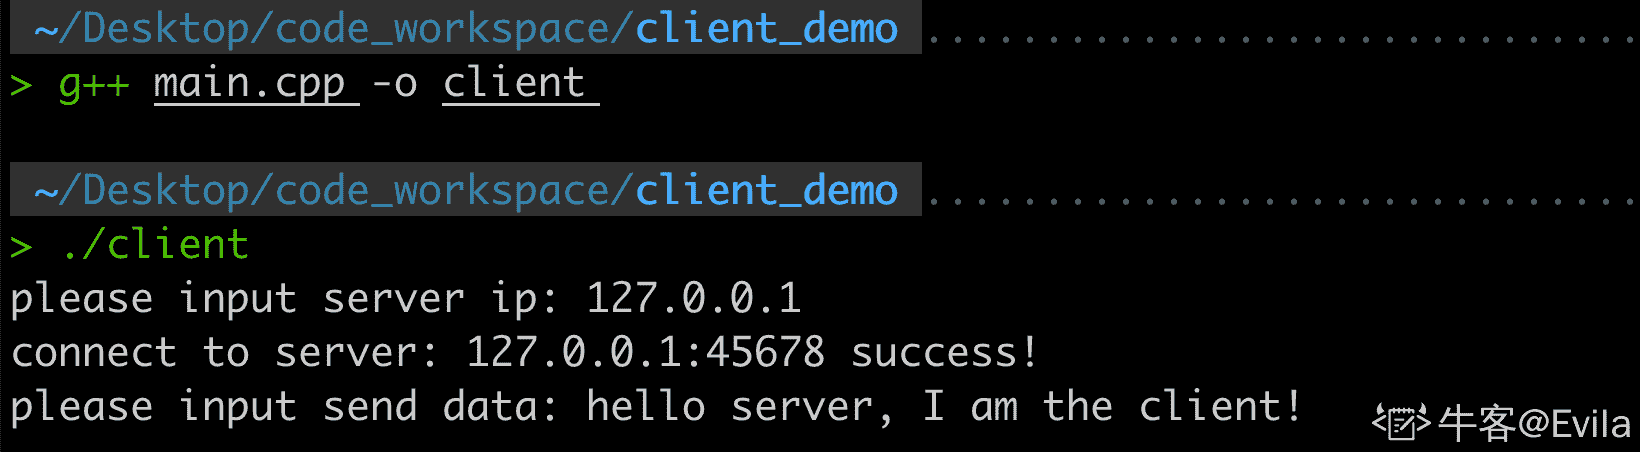 ~/Desktop/code_workspace/client_demo ..............................
> g++ main.cpp -o client
~/Desktop/code_workspace/client_demo ..............................
> ./client
please input server ip: 127.0.0.1
connect to server: 127.0.0.1:45678 success!
please input send data: hello server, I am the client!
牛客@Evila